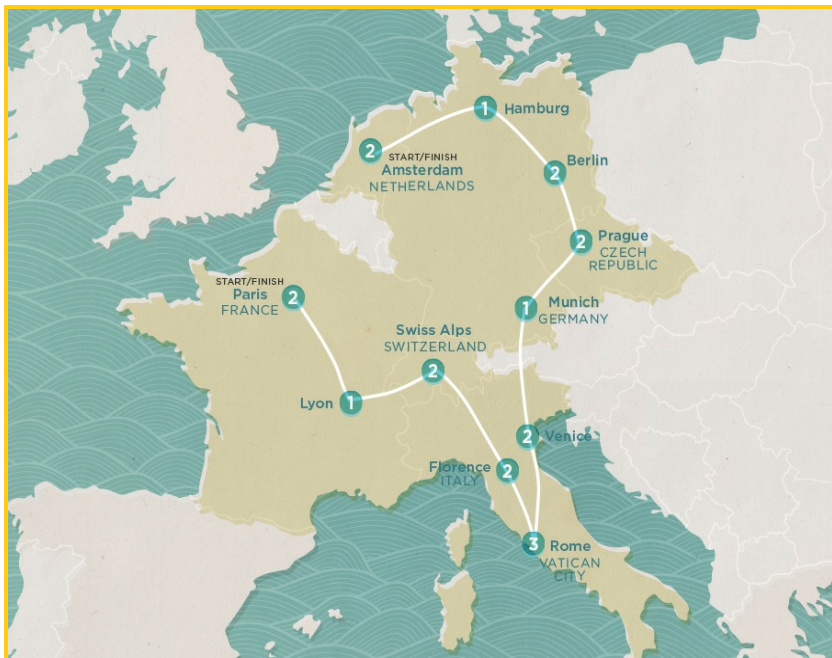 1
Hamburg
2
START/FINISH
Amsterdam
NETHERLANDS
Berlin
2
2
Prague
CZECH
REPUBLIC
START/FINISH
Paris
FRANCE
2
1
Munich
GERMANY
Swiss Alps
SWITZERLAND
2
Lyon
1
2
Venice
Florence
ITALY
2
3
Rome
VATICAN
CITY